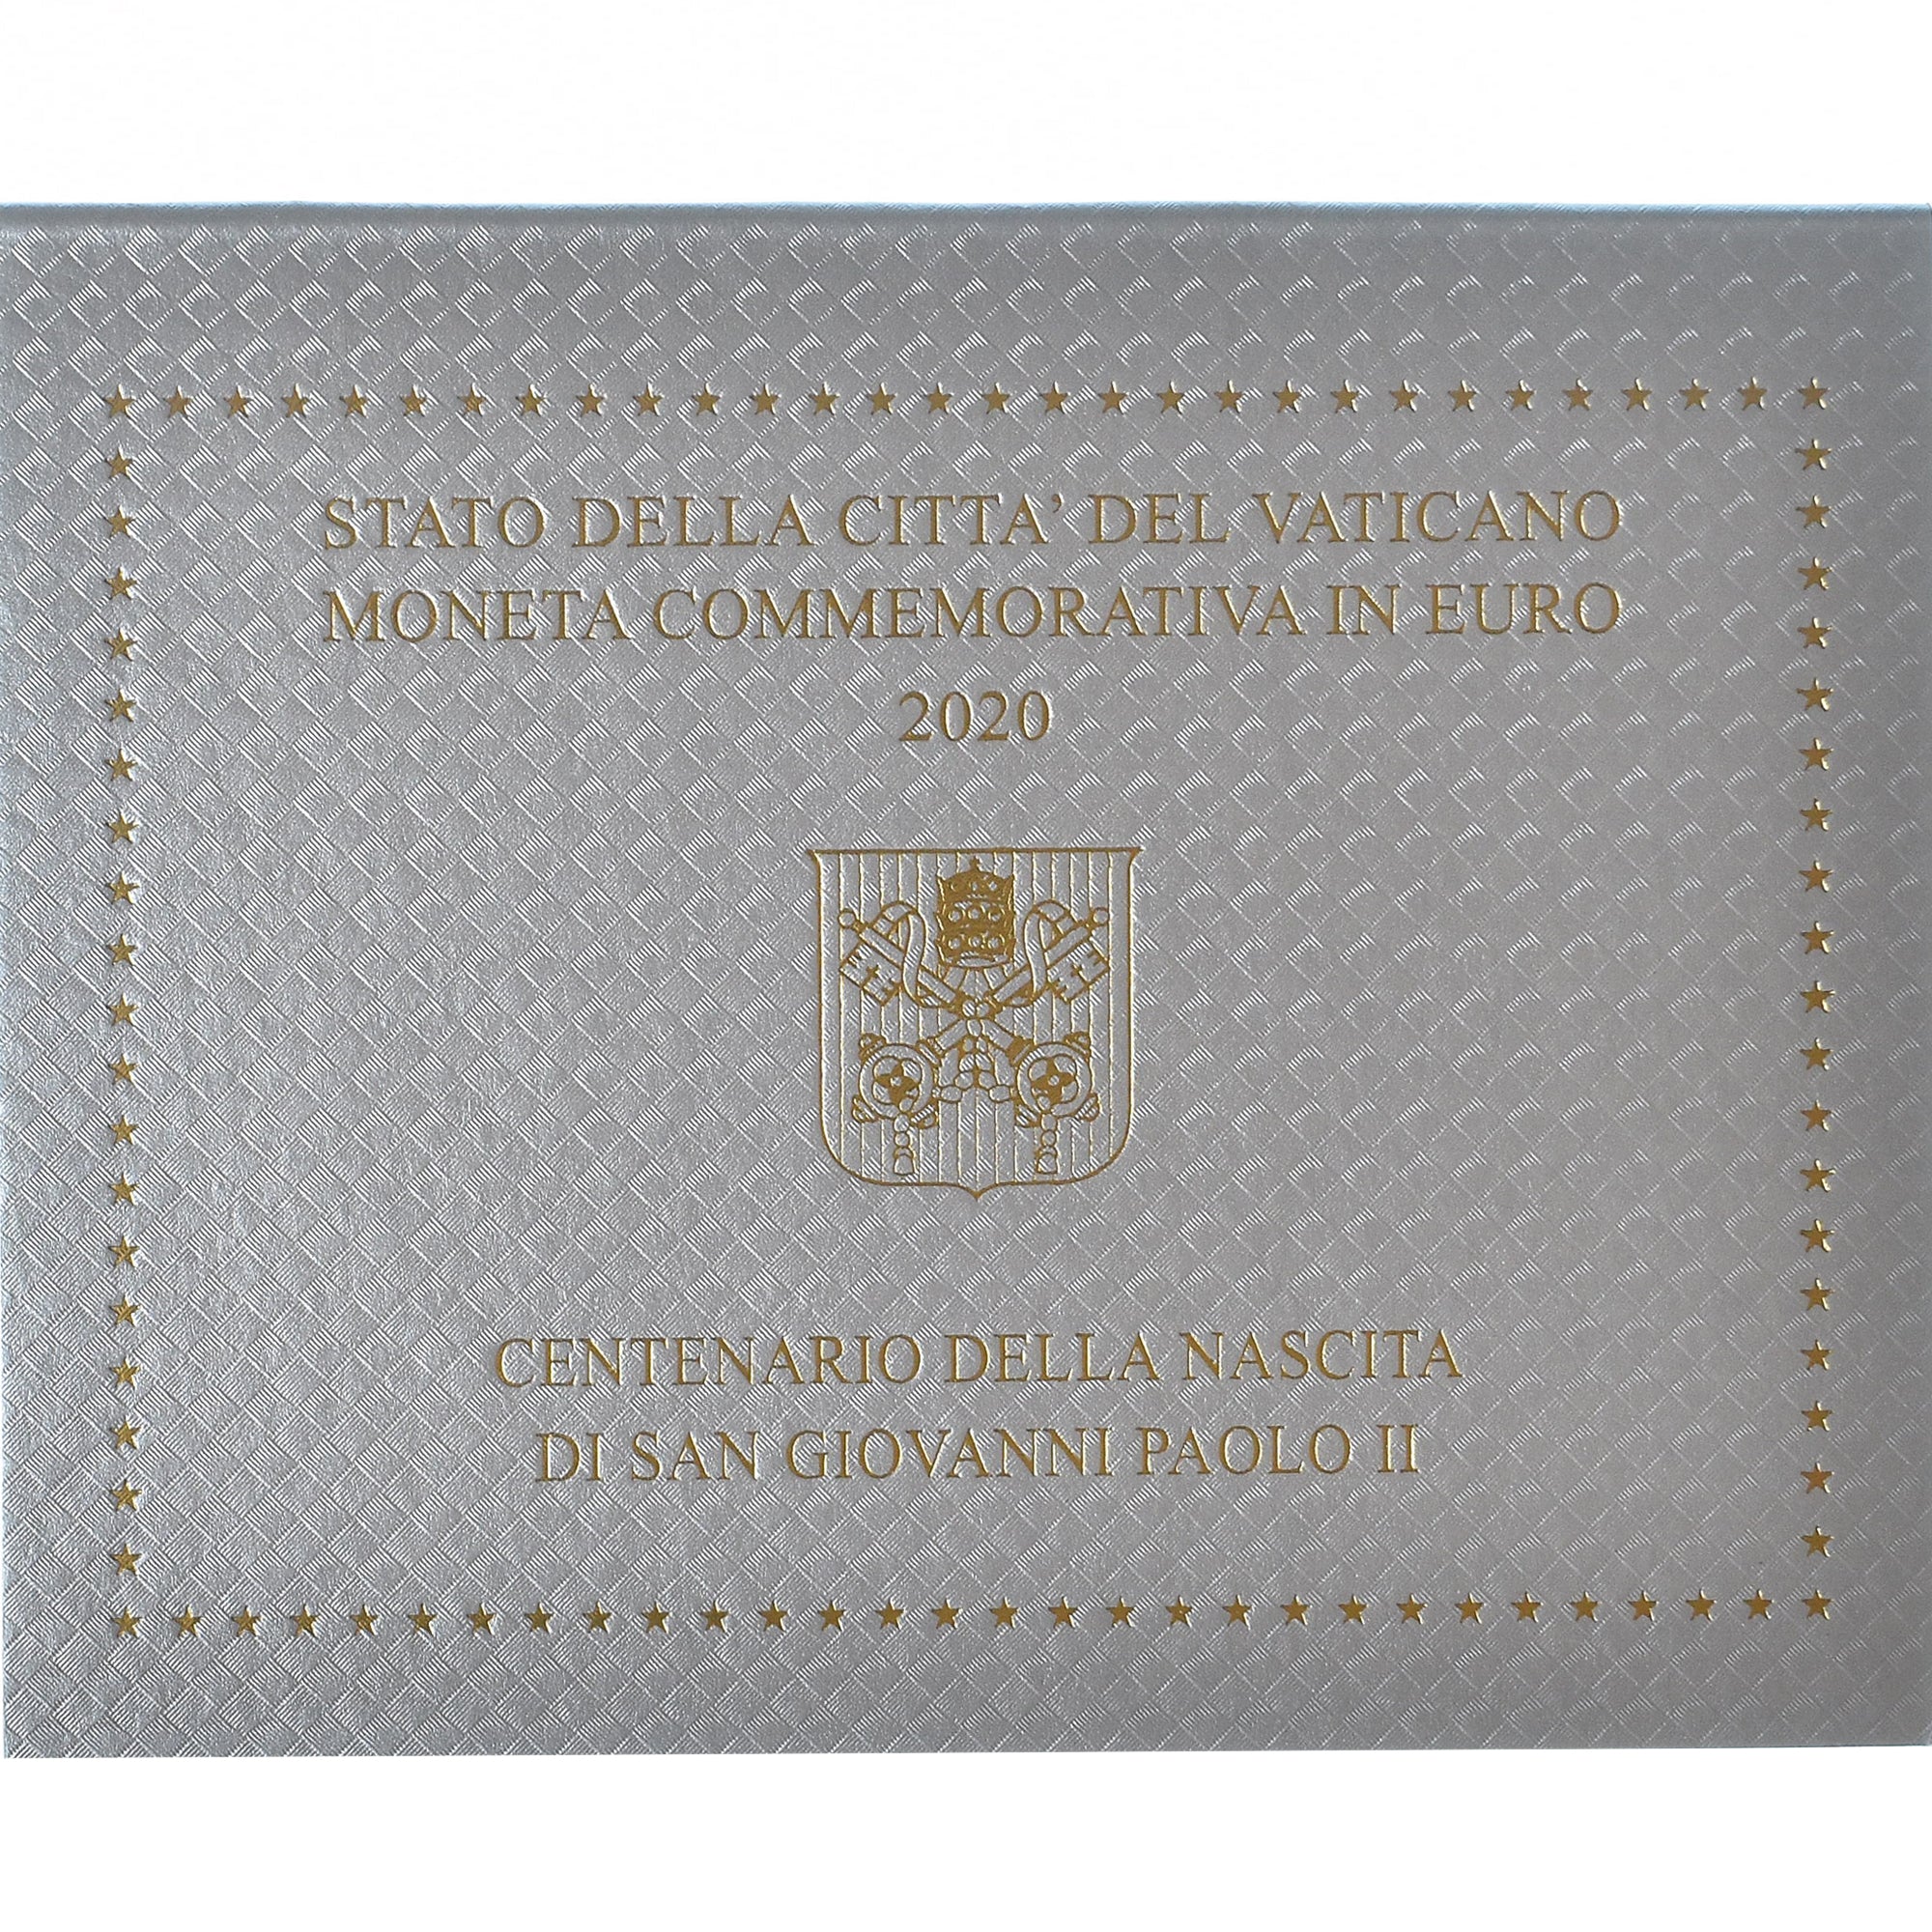 STATO DELLA CITTA' DEL VATICANO
MONETA COMMEMORATIVA IN EURO
2020
CENTENARIO DELLA NASCITA
DI SAN GIOVANNI PAOLO II